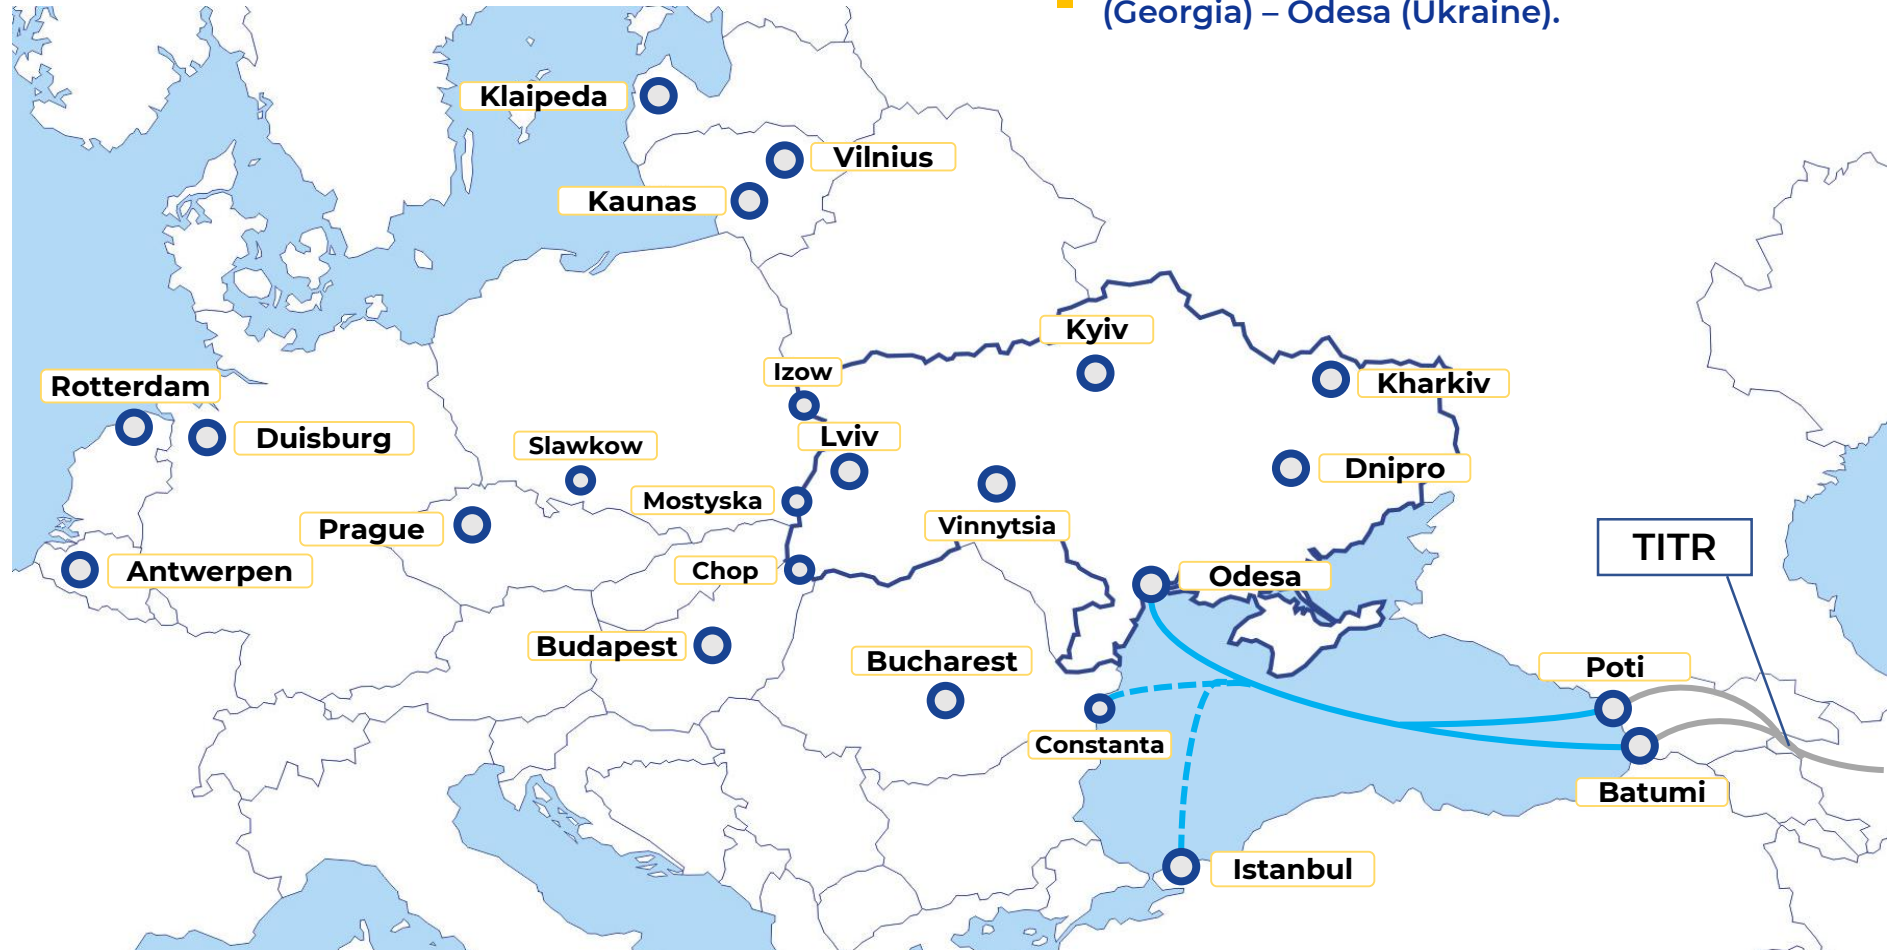 (Georgia) – Odesa (Ukraine).
Klaipeda
Vilnius
Kaunas
Kyiv
Izow
Rotterdam
Kharkiv
Lviv
Duisburg
Slawkow
Dnipro
Mostyska
Prague
Vinnytsia
TITR
Antwerpen
Chop
Odesa
Budapest
Bucharest
Poti
Constanta
Batumi
Istanbul